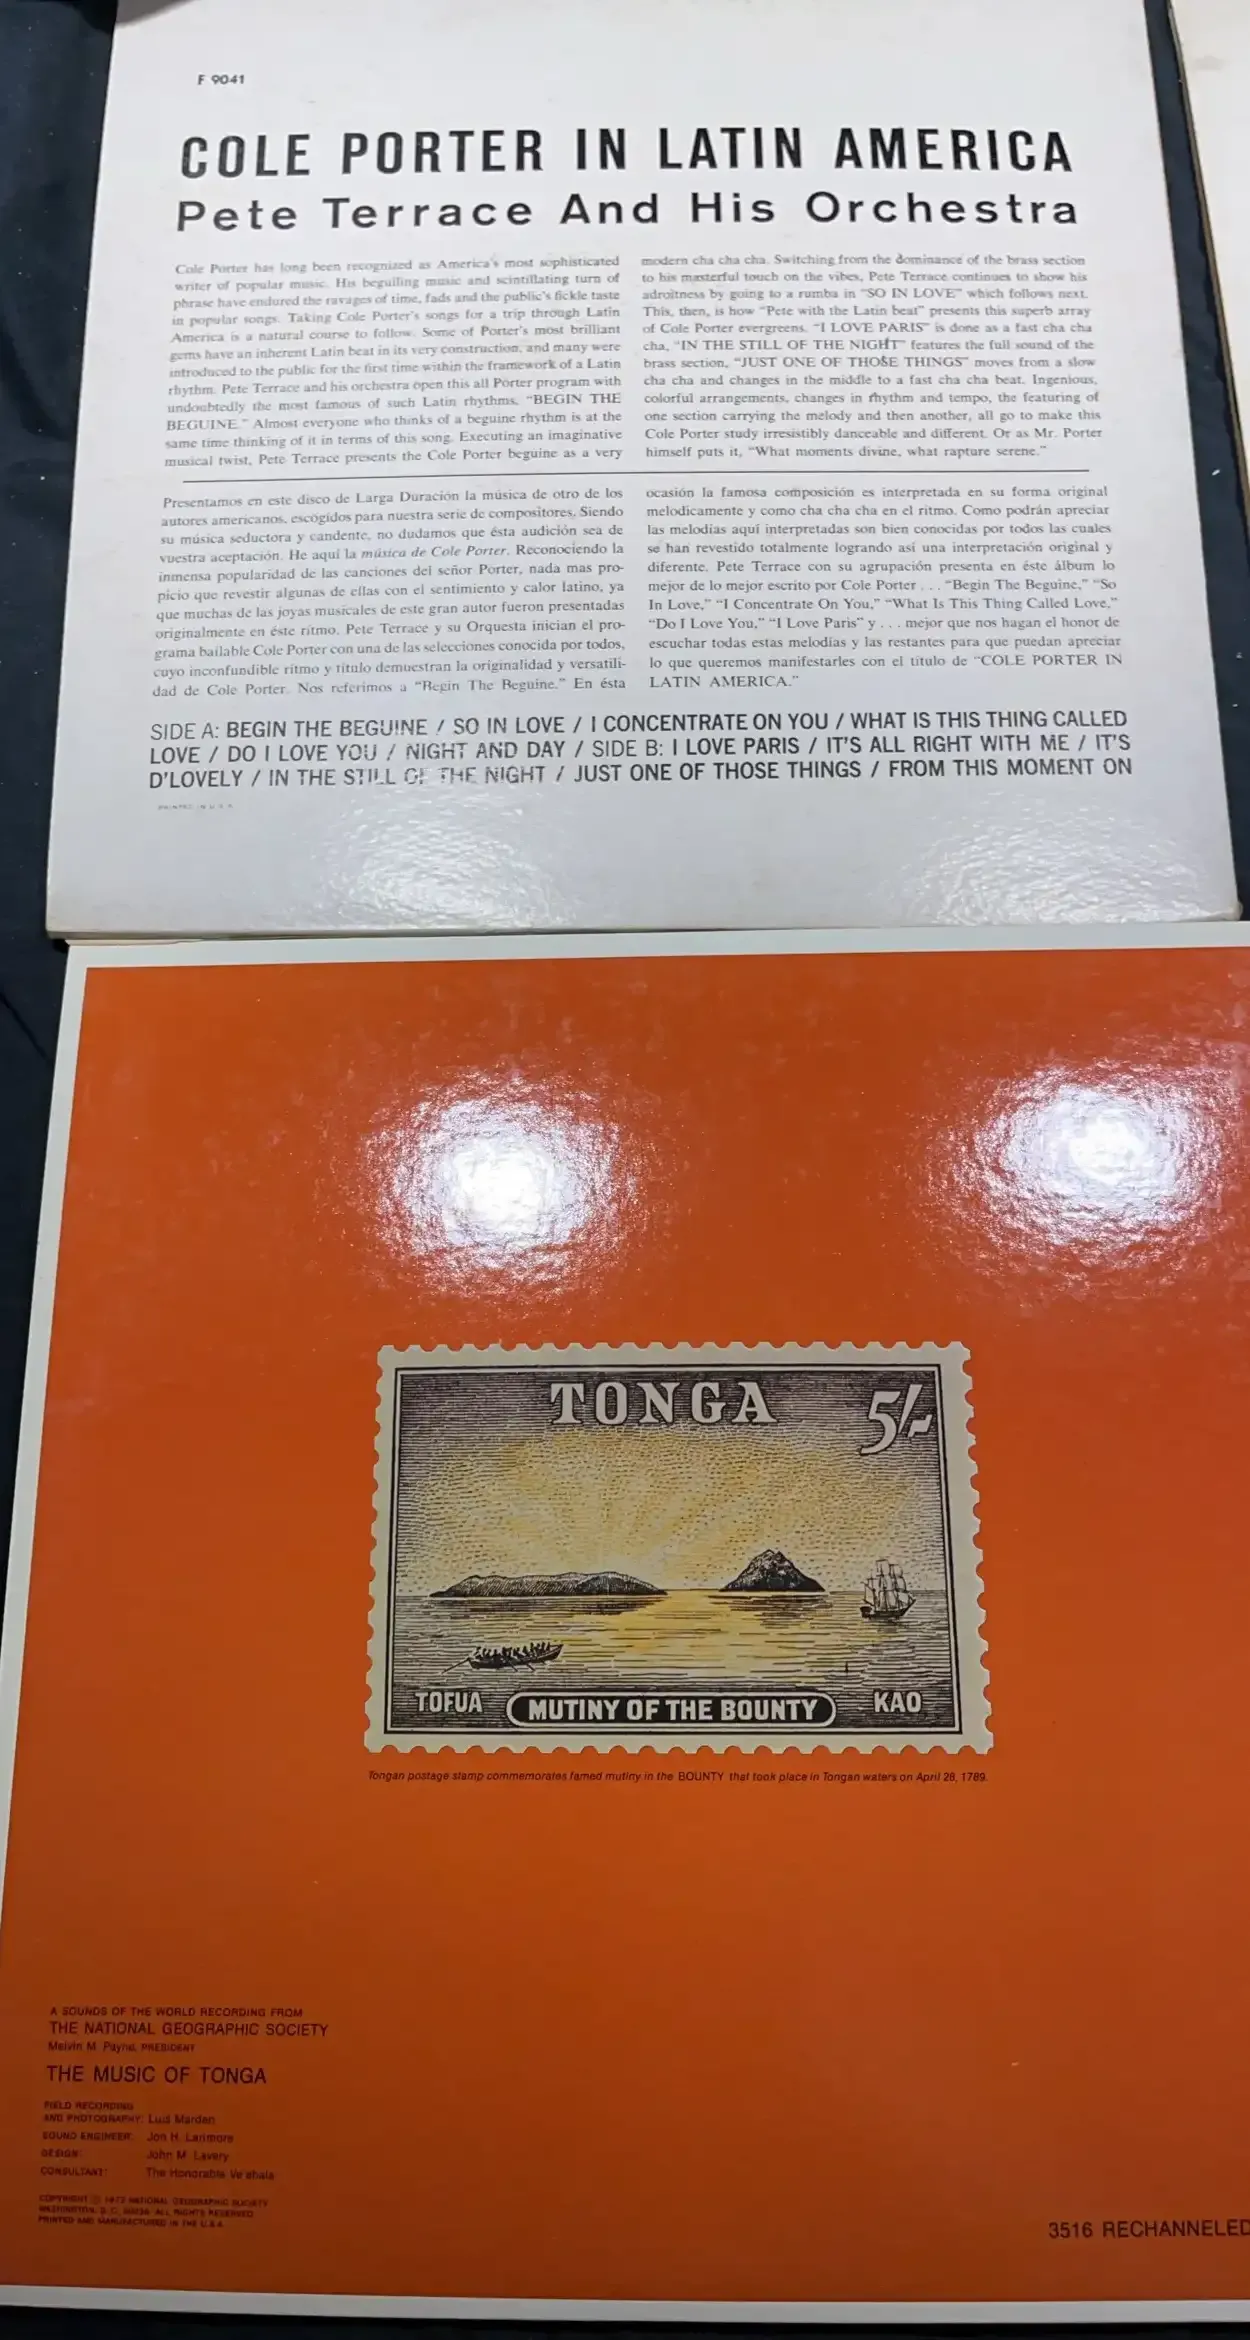 F 9041
COLE PORTER IN LATIN AMERICA
Pete Terrace And His Orchestra
Cole Porter has long been recognized as America's most sophisticated
writer of popular music. His beguiling music and scintillating turn of
phrase have endured the ravages of time, fads and the public's fickle taste
in popular songs. Taking Cole Porter's songs for a trip through Latin
America is a natural course to follow. Some of Porter's most brilliant
gems have an inherent Latin beat in its very construction, and many were
introduced to the public for the first time within the framework of a Latin
rhythm. Pete Terrace and his orchestra open this all Porter program with
undoubtedly the most famous of such Latin rhythms, "BEGIN THE
BEGUINE." Almost everyone who thinks of a beguine rhythm is at the
same time thinking of it in terms of this song. Executing an imaginative
musical twist, Pete Terrace presents the Cole Porter beguine as a very
modern cha cha cha. Switching from the dominance of the brass section
to his masterful touch on the vibes, Pete Terrace continues to show his
adroitness by going to a rumba in "SO IN LOVE" which follows next.
This, then, is how "Pete with the Latin beat" presents this superb array
of Cole Porter evergreens. "I LOVE PARIS" is done as a fast cha cha
cha, "IN THE STILL OF THE NIGHT" features the full sound of the
brass section, "JUST ONE OF THOSE THINGS" moves from a slow
cha cha and changes in the middle to a fast cha cha beat. Ingenious,
colorful arrangements, changes in rhythm and tempo, the featuring of
one section carrying the melody and then another, all go to make this
Cole Porter study irresistibly danceable and different. Or as Mr. Porter
himself puts it, "What moments divine, what rapture serene."
Presentamos en este disco de Larga Duración la música de otro de los
autores americanos, escogidos para nuestra serie de compositores. Siendo
su música seductora y candente, no dudamos que ésta audición sea de
vuestra aceptación. He aquí la música de Cole Porter. Reconociendo la
inmensa popularidad de las canciones del señor Porter, nada mas pro-
picio que revestir algunas de ellas con el sentimiento y calor latino, ya
que muchas de las joyas musicales de este gran autor fueron presentadas
originalmente en éste ritmo. Pete Terrace y su Orquesta inician el pro-
grama bailable Cole Porter con una de las selecciones conocida por todos,
cuyo inconfundible ritmo y título demuestran la originalidad y versatili-
dad de Cole Porter. Nos referimos a "Begin The Beguine." En ésta
ocasión la famosa composición es interpretada en su forma original
melodicamente y como cha cha cha en el ritmo. Como podrán apreciar
las melodías aquí interpretadas son bien conocidas por todos las cuales
se han revestido totalmente logrando así una interpretación original y
diferente. Pete Terrace con su agrupación presenta en éste álbum lo
mejor de lo mejor escrito por Cole Porter . . . "Begin The Beguine," "So
In Love," "I Concentrate On You," "What Is This Thing Called Love,"
"Do I Love You," "I Love Paris" y . . . mejor que nos hagan el honor de
escuchar todas estas melodías y las restantes para que puedan apreciar
lo que queremos manifestarles con el título de "COLE PORTER IN
LATIN AMERICA."
SIDE A: BEGIN THE BEGUINE / SO IN LOVE / I CONCENTRATE ON YOU / WHAT IS THIS THING CALLED
LOVE / DO I LOVE YOU / NIGHT AND DAY / SIDE B: I LOVE PARIS / IT'S ALL RIGHT WITH ME / IT'S
D'LOVELY / IN THE STILL OF THE NIGHT / JUST ONE OF THOSE THINGS / FROM THIS MOMENT ON
PRINTED IN U.S.A.
TONGA
5/-
TOFUA
MUTINY OF THE BOUNTY
KAO
Tongan postage stamp commemorates famed mutiny in the BOUNTY that took place in Tongan waters on April 28, 1789.
A SOUNDS OF THE WORLD RECORDING FROM
THE NATIONAL GEOGRAPHIC SOCIETY
Melvin M. Payne, PRESIDENT
THE MUSIC OF TONGA
FIELD RECORDING
AND PHOTOGRAPHY: Luis Marden
SOUND ENGINEER: Jon H. Larimore
DESIGN: John M. Lavery
CONSULTANT: The Honorable Ve'ehala
COPYRIGHT © 1972 NATIONAL GEOGRAPHIC SOCIETY
WASHINGTON, D.C. 20036 ALL RIGHTS RESERVED
PRINTED AND MANUFACTURED IN THE U.S.A.
3516 RECHANNELED